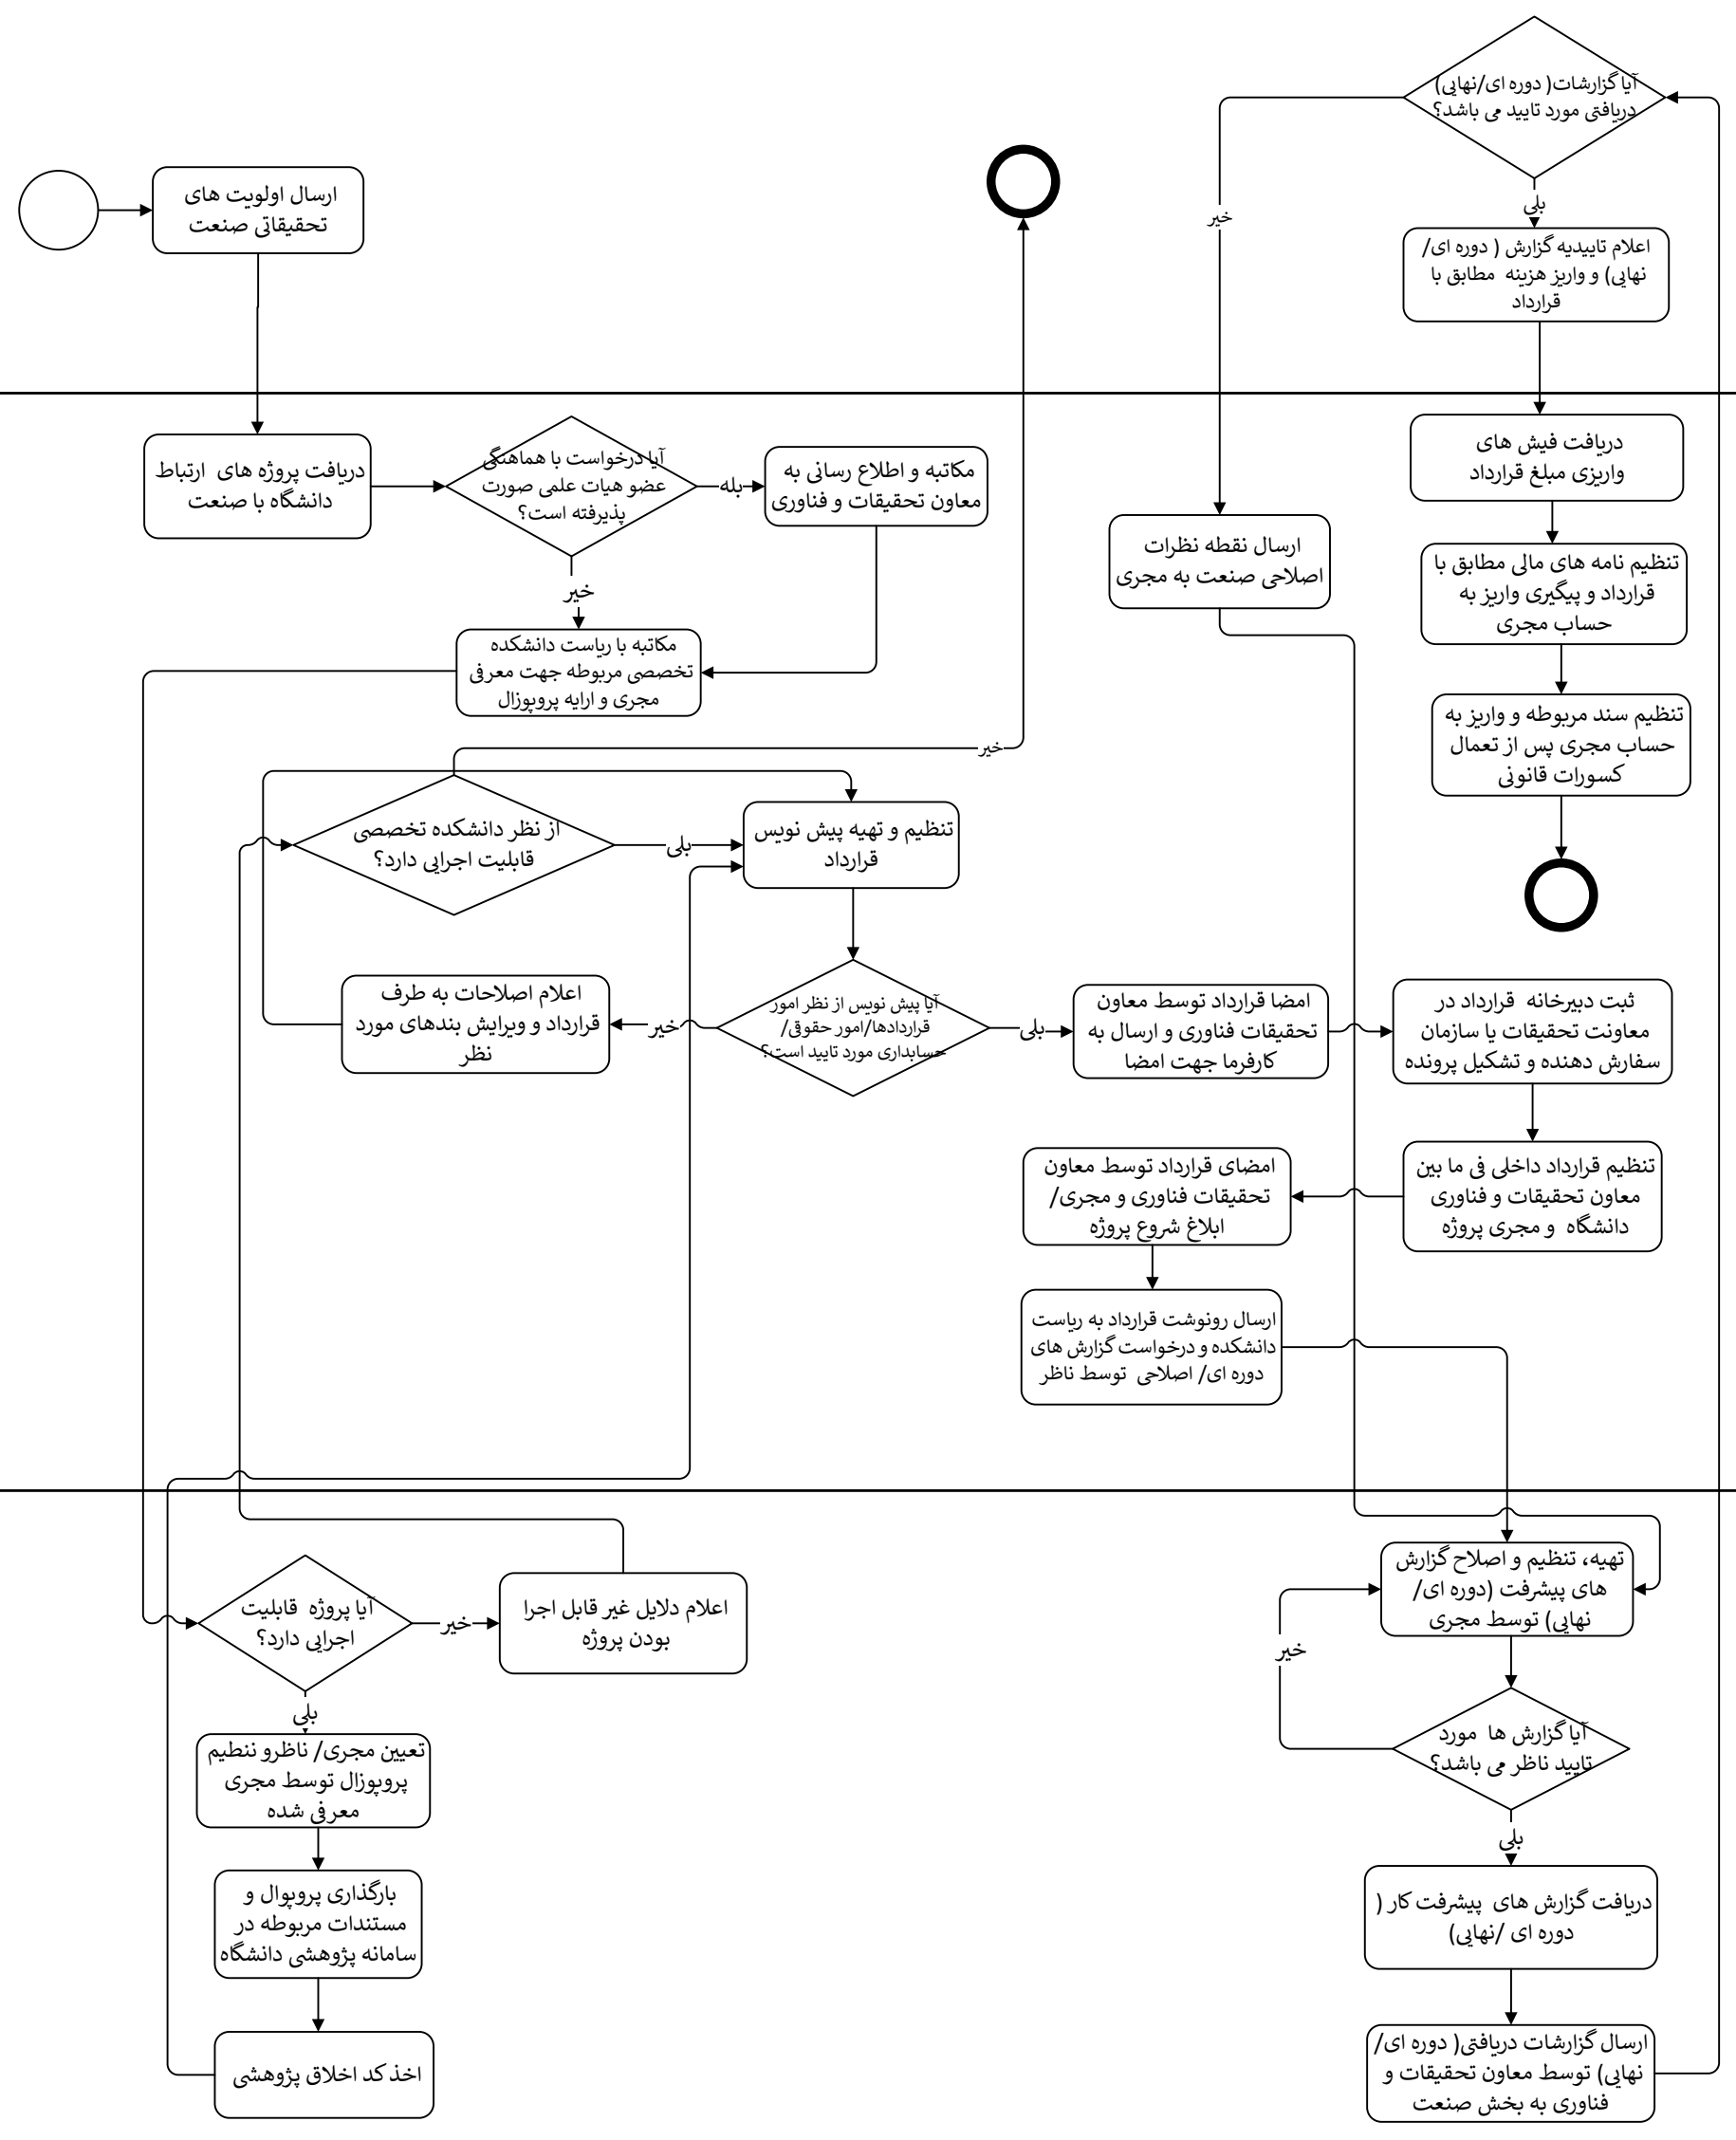 ارسال اولویت های
تحقیقاتی صنعت
آیا گزارشات( دوره ای/نهایی)
دریافتی مورد تایید می باشد؟
خیر
بلی
اعلام تاییدیه گزارش ( دوره ای/
نهایی) و واریز هزینه مطابق با
قرارداد
دریافت پروژه های ارتباط
دانشگاه با صنعت
آیا درخواست با هماهنگی
عضو هیات علمی صورت
پذیرفته است؟
بله
مکاتبه و اطلاع رسانی به
معاون تحقیقات و فناوری
خیر
مکاتبه با ریاست دانشکده
تخصصی مربوطه جهت معرفی
مجری و ارایه پروپوزال
ارسال نقطه نظرات
اصلاحی صنعت به مجری
دریافت فیش های
واریزی مبلغ قرارداد
تنظیم نامه های مالی مطابق با
قرارداد و پیگیری واریز به
حساب مجری
تنظیم سند مربوطه و واریز به
حساب مجری پس از تعمال
کسورات قانونی
خیر
از نظر دانشکده تخصصی
قابلیت اجرایی دارد؟
بلی
تنظیم و تهیه پیش نویس
قرارداد
آیا پیش نویس از نظر امور
قراردادها/امور حقوقی/
حسابداری مورد تایید است؟
خیر
اعلام اصلاحات به طرف
قرارداد و ویرایش بندهای مورد
نظر
بلی
امضا قرارداد توسط معاون
تحقیقات فناوری و ارسال به
کارفرما جهت امضا
ثبت دبیرخانه قرارداد در
معاونت تحقیقات یا سازمان
سفارش دهنده و تشکیل پرونده
تنظیم قرارداد داخلی فی ما بین
معاون تحقیقات و فناوری
دانشگاه و مجری پروژه
امضای قرارداد توسط معاون
تحقیقات فناوری و مجری/
ابلاغ شروع پروژه
ارسال رونوشت قرارداد به ریاست
دانشکده و درخواست گزارش های
دوره ای/ اصلاحی توسط ناظر
آیا پروژه قابلیت
اجرایی دارد؟
خیر
اعلام دلایل غیر قابل اجرا
بودن پروژه
بلی
تعیین مجری/ ناظرو ننطیم
پروپوزال توسط مجری
معرفی شده
بارگذاری پروپوال و
مستندات مربوطه در
سامانه پژوهشی دانشگاه
اخذ کد اخلاق پژوهشی
تهیه، تنظیم و اصلاح گزارش
های پیشرفت (دوره ای/
نهایی) توسط مجری
خیر
آیا گزارش ها مورد
تایید ناظر می باشد؟
بلی
دریافت گزارش های پیشرفت کار (
دوره ای /نهایی)
ارسال گزارشات دریافتی( دوره ای/
نهایی) توسط معاون تحقیقات و
فناوری به بخش صنعت